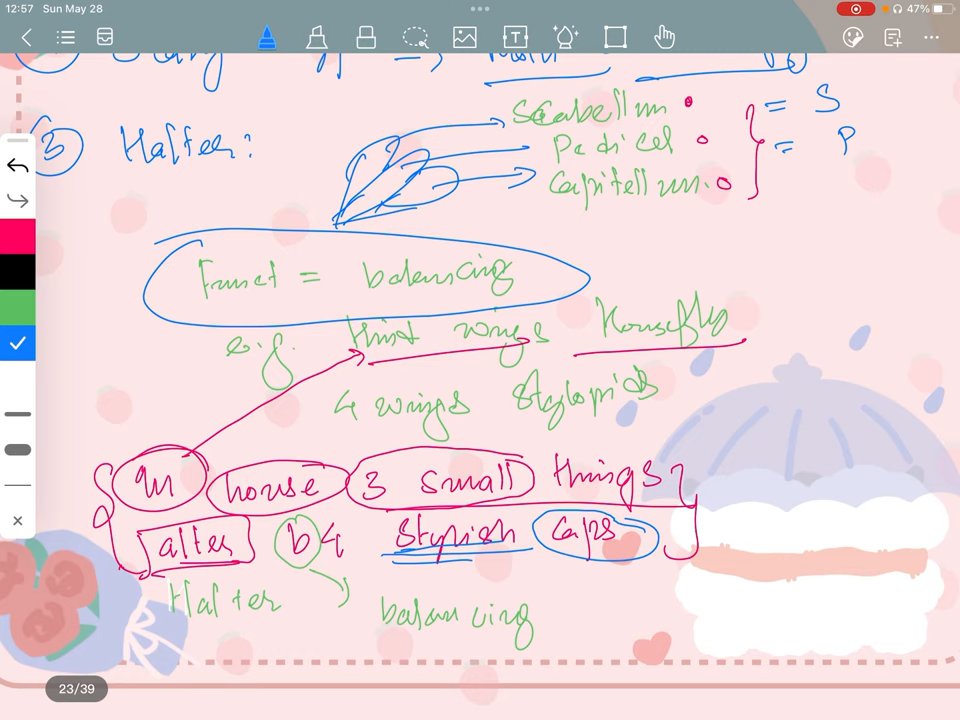 12:57 Sun May 28
47%
3 Halter:
Scabellum = S
Pedicel = P
Capitellum.
Funct = balancing
e.g. Hind wings Housefly
4 wings Stylopids
In house 3 small things
alter b4 stylish caps
Halter
balancing
23/39